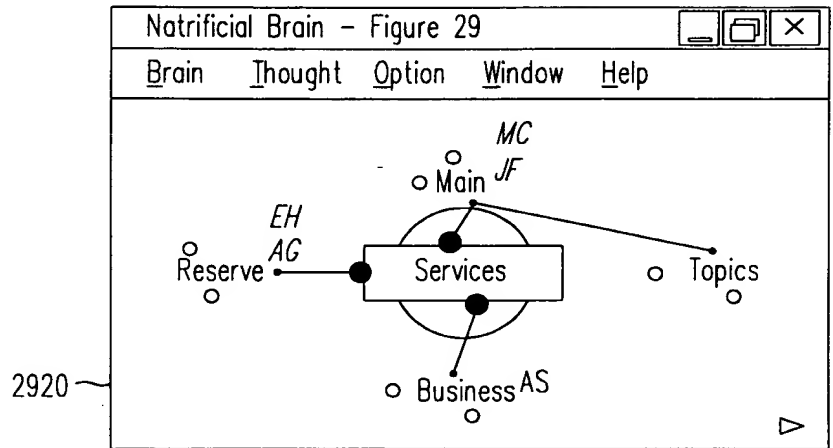 Natrificial Brain – Figure 29
Brain Thought Option Window Help
MC
Main JF
EH
AG
Reserve
Services
Topics
2920
Business AS